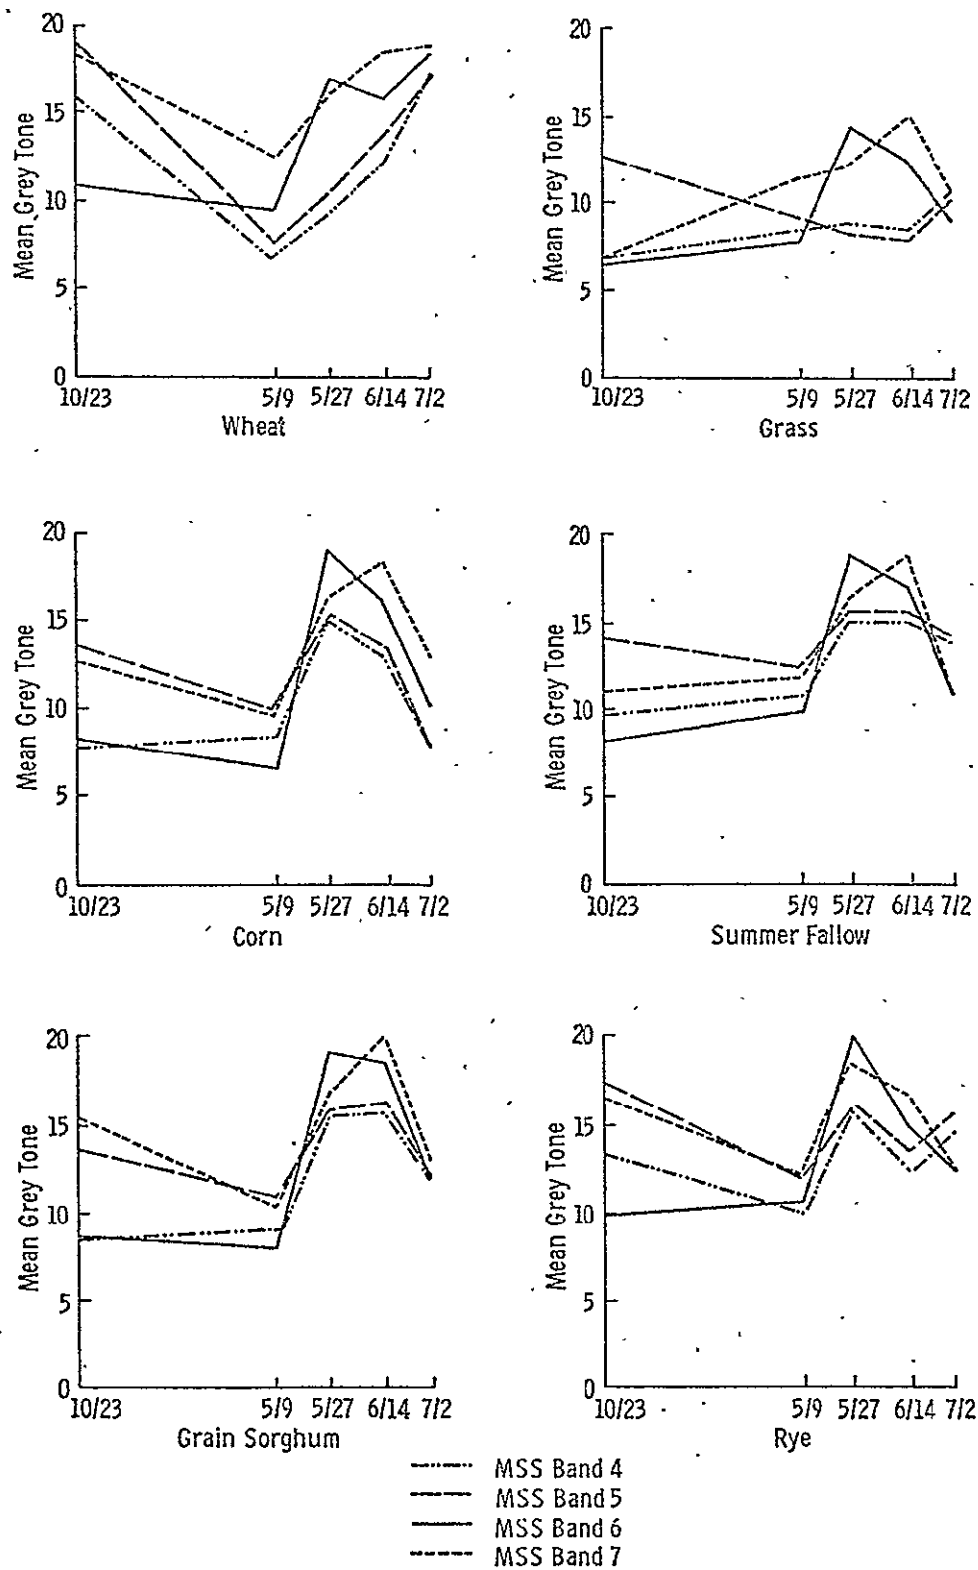 20
15
10
5
0
Mean Grey Tone
10/23 5/9 5/27 6/14 7/2
Wheat
20
15
10
5
0
Mean Grey Tone
10/23 5/9 5/27 6/14 7/2
Grass
20
15
10
5
0
Mean Grey Tone
10/23 5/9 5/27 6/14 7/2
Corn
20
15
10
5
0
Mean Grey Tone
10/23 5/9 5/27 6/14 7/2
Summer Fallow
20
15
10
5
0
Mean Grey Tone
10/23 5/9 5/27 6/14 7/2
Grain Sorghum
20
15
10
5
0
Mean Grey Tone
10/23 5/9 5/27 6/14 7/2
Rye
MSS Band 4
MSS Band 5
MSS Band 6
MSS Band 7